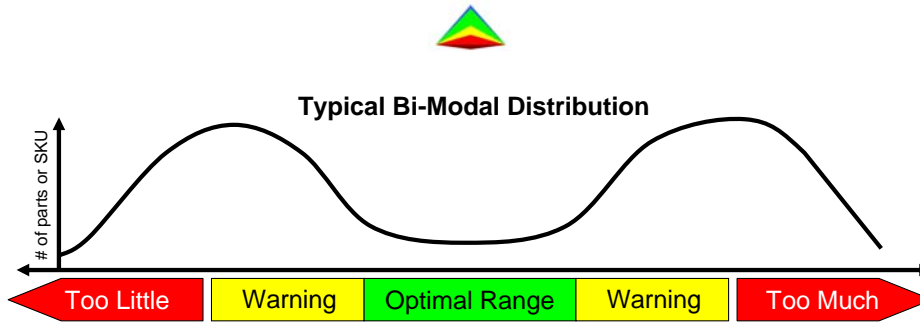 Typical Bi-Modal Distribution
# of parts or SKU
Too Little
Warning
Optimal Range
Warning
Too Much